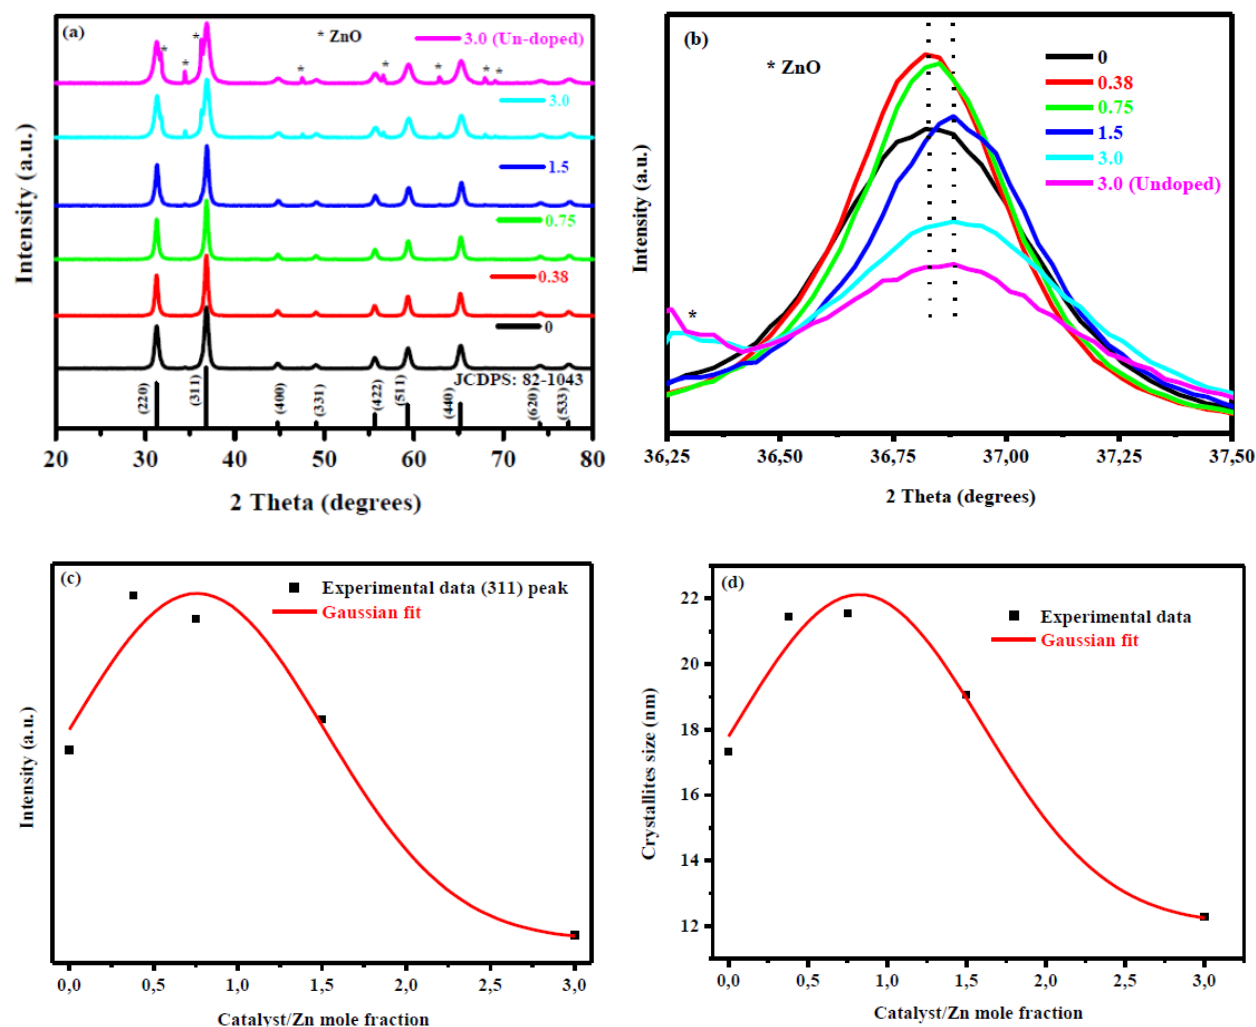 (a)
* ZnO
3.0 (Un-doped)
* * * * * * * *
3.0
1.5
0.75
0.38
0
JCDPS: 82-1043
(220) (311) (400) (331) (422) (511) (440) (620) (533)
20 30 40 50 60 70 80
2 Theta (degrees)
Intensity (a.u.)
(b)
* ZnO
0
0.38
0.75
1.5
3.0
3.0 (Undoped)
*
36,25 36,50 36,75 37,00 37,25 37,50
2 Theta (degrees)
Intensity (a.u.)
(c)
Experimental data (311) peak
Gaussian fit
0,0 0,5 1,0 1,5 2,0 2,5 3,0
Catalyst/Zn mole fraction
Intensity (a.u.)
(d)
Experimental data
Gaussian fit
22
20
18
16
14
12
0,0 0,5 1,0 1,5 2,0 2,5 3,0
Catalyst/Zn mole fraction
Crystallites size (nm)